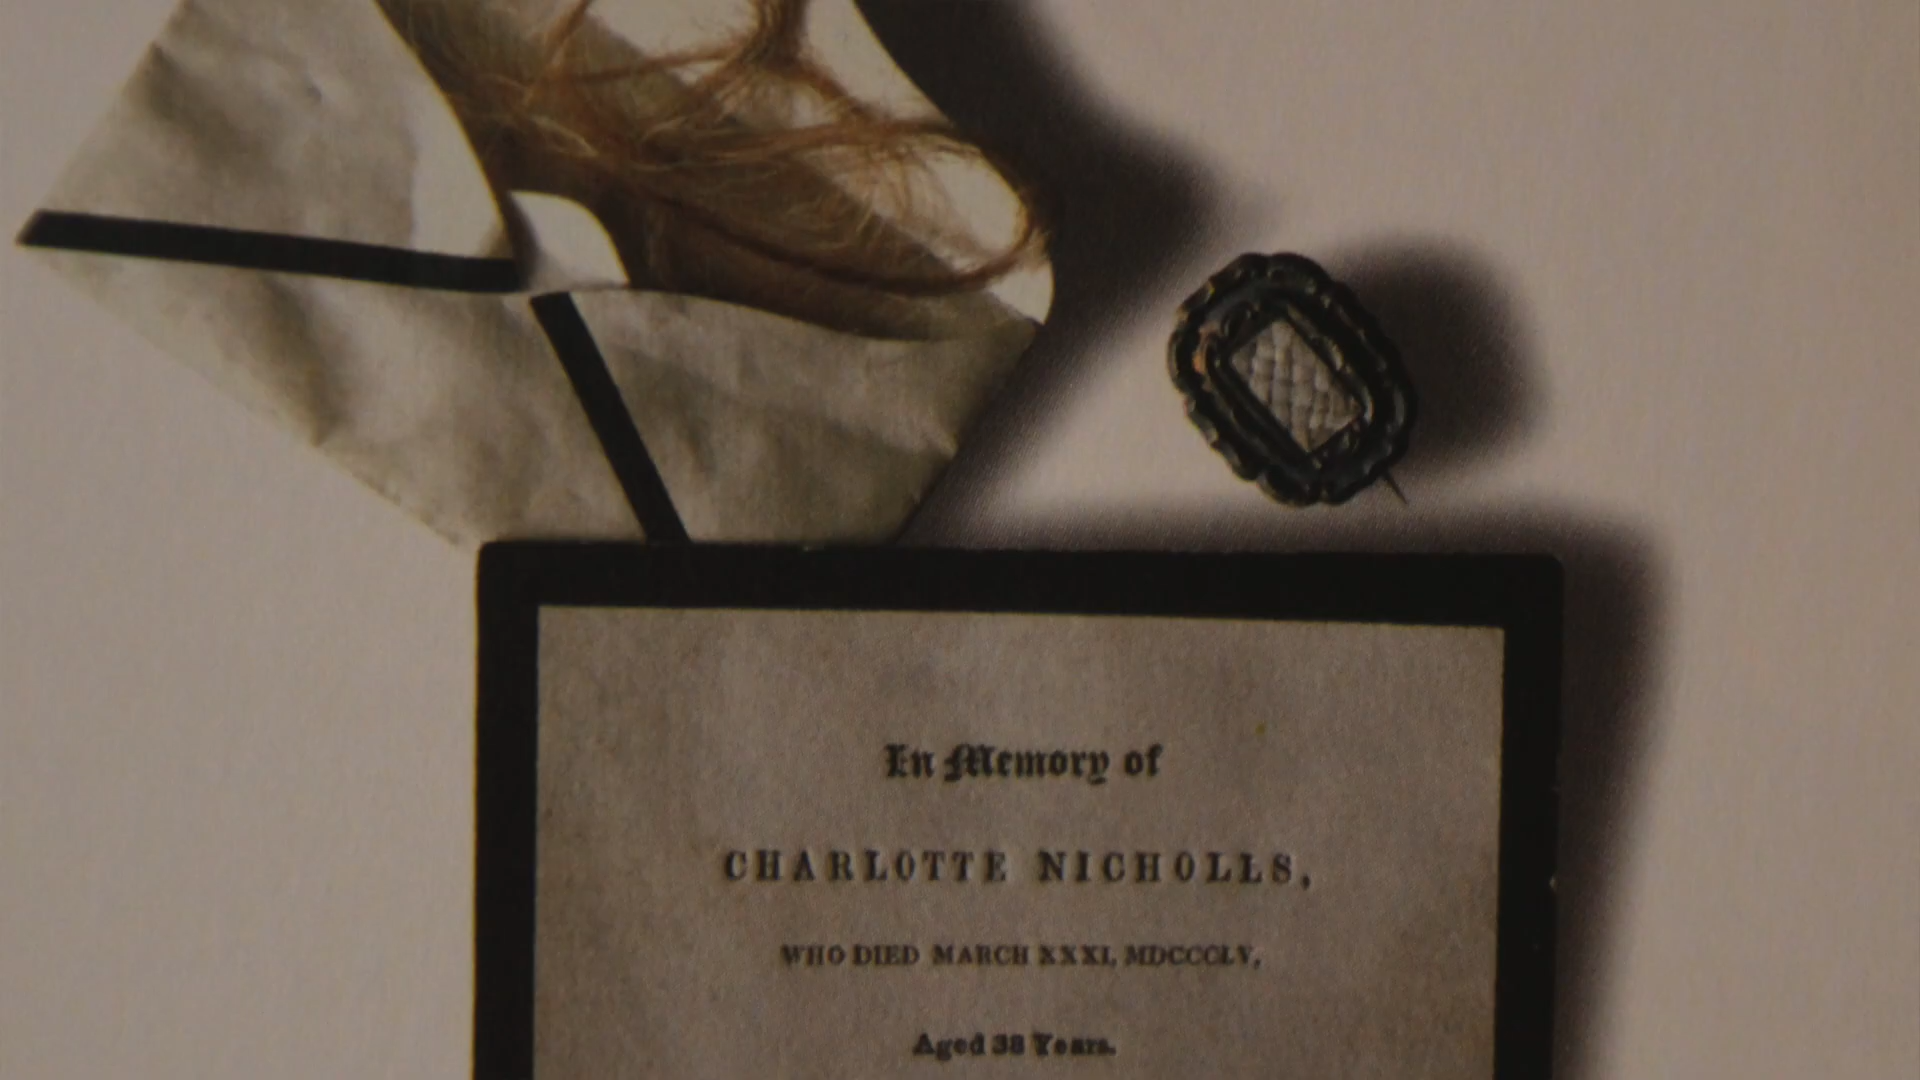 In Memory of
CHARLOTTE NICHOLLS,
WHO DIED MARCH XXXI, MDCCCLV,
Aged 38 Years.